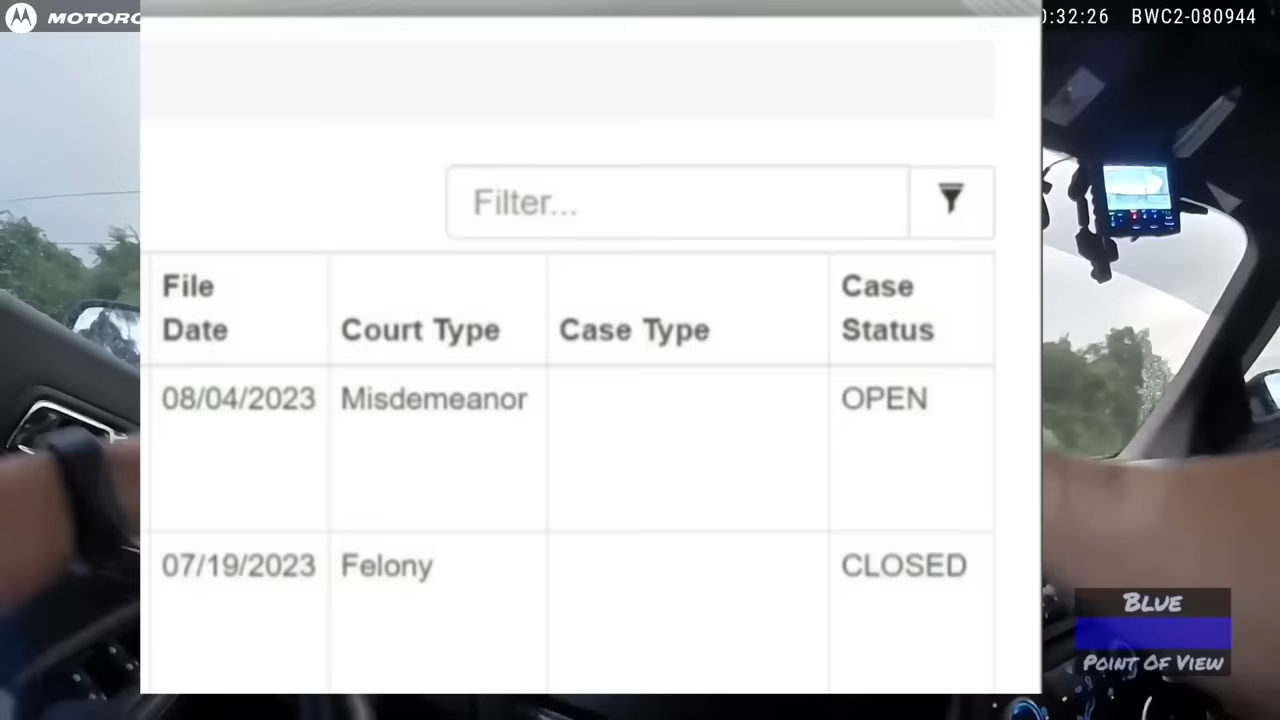 MOTORO
0:32:26 BWC2-080944
Filter...
File Date Court Type Case Type Case Status
08/04/2023 Misdemeanor OPEN
07/19/2023 Felony CLOSED
BLUE
POINT OF VIEW